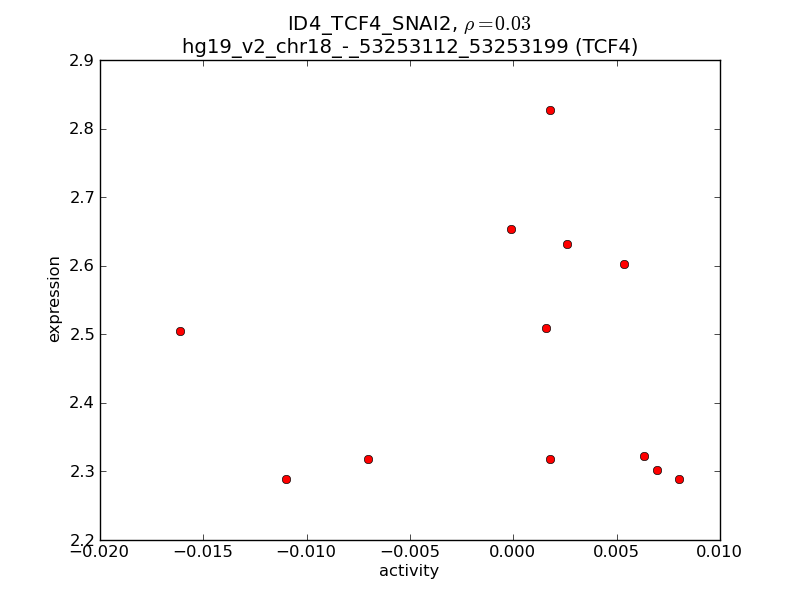 ID4_TCF4_SNAI2, ρ=0.03
hg19_v2_chr18_-_53253112_53253199 (TCF4)
2.9
2.8
2.7
2.6
2.5
2.4
2.3
2.2
expression
−0.020 −0.015 −0.010 −0.005 0.000 0.005 0.010
activity